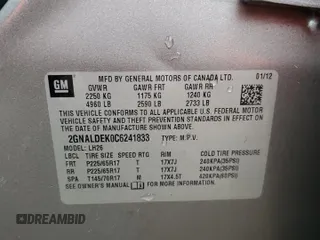 GM
MFD BY GENERAL MOTORS OF CANADA LTD.
01/12
GVWR GAWR FRT GAWR RR
2250 KG 1175 KG 1240 KG
4960 LB 2590 LB 2733 LB
THIS VEHICLE CONFORMS TO ALL APPLICABLE U.S. FEDERAL
MOTOR VEHICLE SAFETY AND THEFT PREVENTION STANDARDS
IN EFFECT ON THE DATE OF MANUFACTURE SHOWN ABOVE.
2GNALDEK0C6241833 TYPE: M.P.V.
MODEL: LH26
LBCL TIRE SIZE SPEED RTG RIM COLD TIRE PRESSURE
FRT P225/65R17 T 17X7J 240KPA(35PSI)
RR P225/65R17 T 17X7J 240KPA(35PSI)
SPA T145/70R17 M 17X4.5T 420KPA(60PSI)
DREAMBID